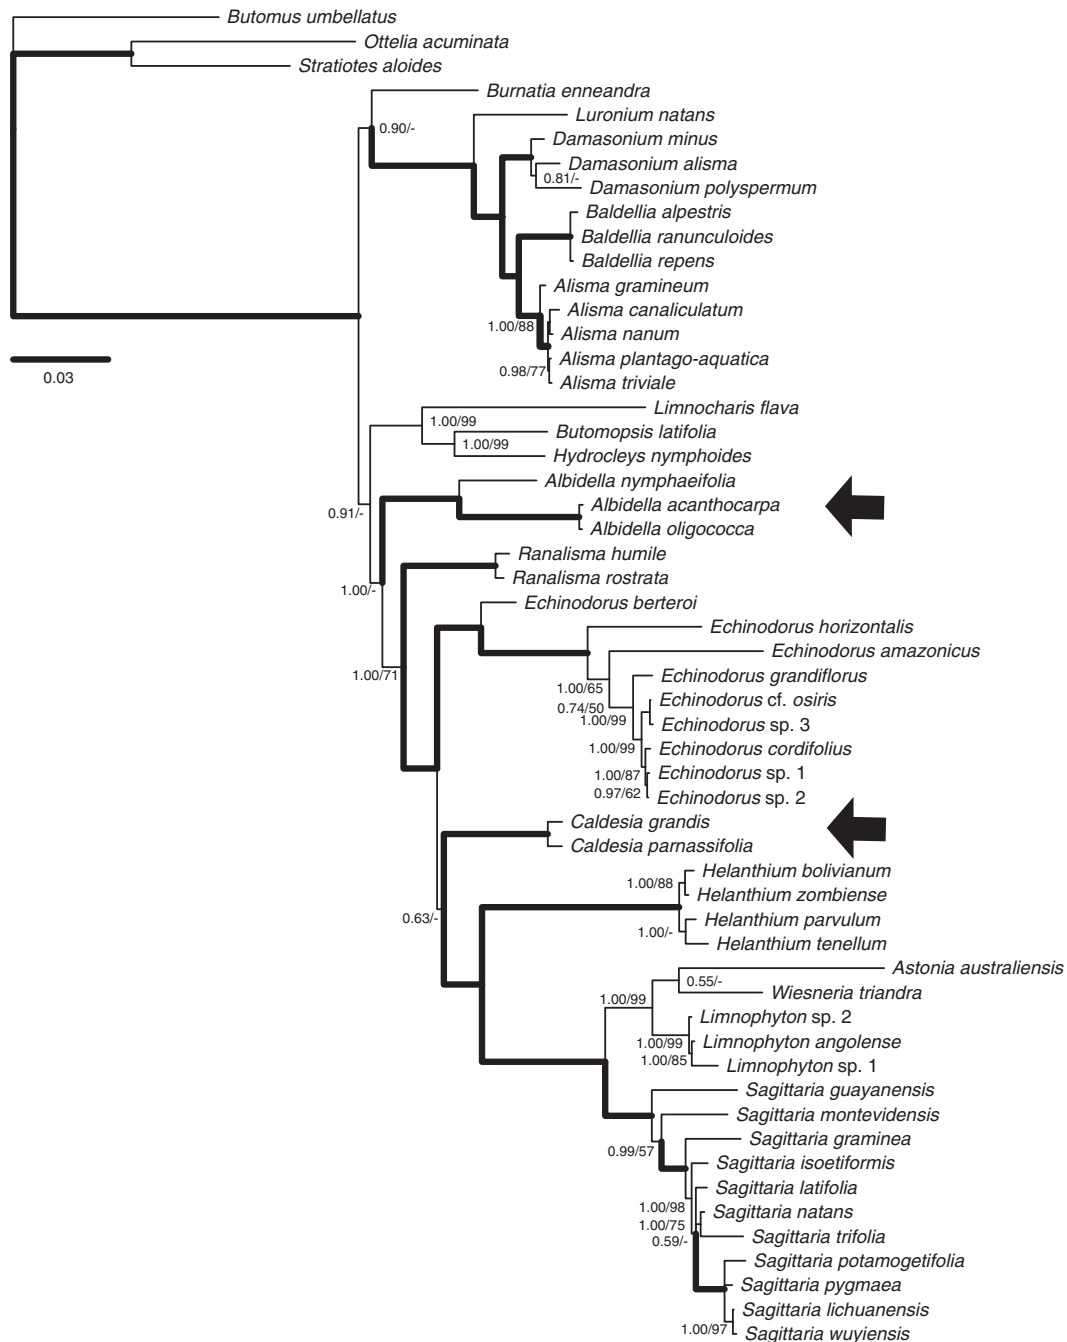 Butomus umbellatus
Ottelia acuminata
Stratiotes aloides
Burnatia enneandra
0.90/-
Luronium natans
Damasonium minus
Damasonium alisma
0.81/-
Damasonium polyspermum
Baldellia alpestris
Baldellia ranunculoides
Baldellia repens
Alisma gramineum
Alisma canaliculatum
1.00/88
Alisma nanum
Alisma plantago-aquatica
0.98/77
Alisma triviale
0.03
Limnocharis flava
1.00/99
Butomopsis latifolia
1.00/99
Hydrocleys nymphoides
Albidella nymphaeifolia
Albidella acanthocarpa
0.91/-
Albidella oligococca
Ranalisma humile
Ranalisma rostrata
1.00/-
Echinodorus berteroi
Echinodorus horizontalis
Echinodorus amazonicus
1.00/71
Echinodorus grandiflorus
1.00/65
Echinodorus cf. osiris
0.74/50
1.00/99
Echinodorus sp. 3
Echinodorus cordifolius
1.00/99
Echinodorus sp. 1
1.00/87
Echinodorus sp. 2
0.97/62
Caldesia grandis
Caldesia parnassifolia
Helanthium bolivianum
1.00/88
Helanthium zombiense
0.63/-
Helanthium parvulum
1.00/-
Helanthium tenellum
Astonia australiensis
0.55/-
Wiesneria triandra
1.00/99
Limnophyton sp. 2
Limnophyton angolense
1.00/99
1.00/85
Limnophyton sp. 1
Sagittaria guayanensis
Sagittaria montevidensis
Sagittaria graminea
0.99/57
Sagittaria isoetiformis
Sagittaria latifolia
1.00/98
Sagittaria natans
1.00/75
Sagittaria trifolia
0.59/-
Sagittaria potamogetifolia
Sagittaria pygmaea
Sagittaria lichuanensis
1.00/97
Sagittaria wuyiensis